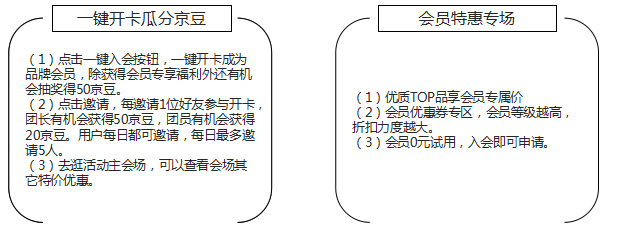 一键开卡瓜分京豆
（1）点击一键入会按钮，一键开卡成为
品牌会员，除获得会员专享福利外还有机
会抽奖得50京豆。
（2）点击邀请，每邀请1位好友参与开卡，
团长有机会获得50京豆，团员有机会获得
20京豆。用户每日都可邀请，每日最多邀
请5人。
（3）去逛活动主会场，可以查看会场其
它特价优惠。
会员特惠专场
（1）优质TOP品享会员专属价
（2）会员优惠券专区，会员等级越高，
折扣力度越大。
（3）会员0元试用，入会即可申请。